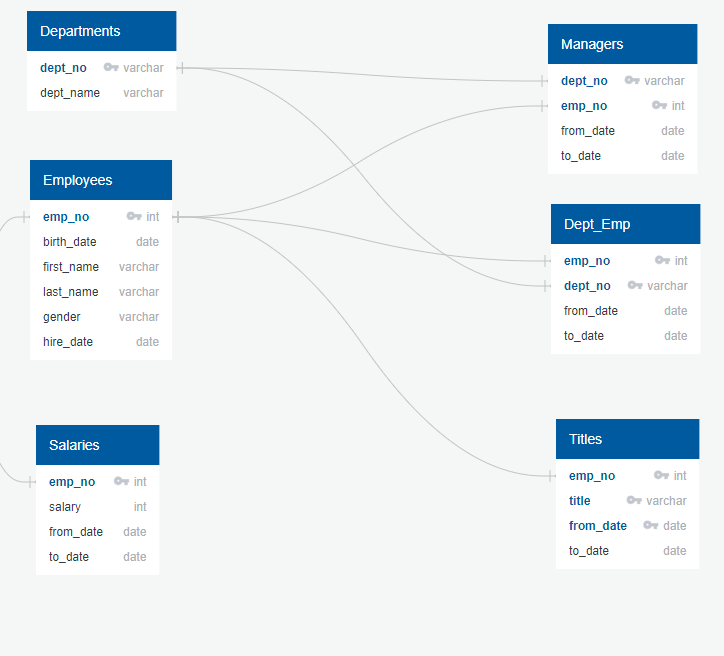 Departments
dept_no varchar
dept_name varchar
Employees
emp_no int
birth_date date
first_name varchar
last_name varchar
gender varchar
hire_date date
Salaries
emp_no int
salary int
from_date date
to_date date
Managers
dept_no varchar
emp_no int
from_date date
to_date date
Dept_Emp
emp_no int
dept_no varchar
from_date date
to_date date
Titles
emp_no int
title varchar
from_date date
to_date date